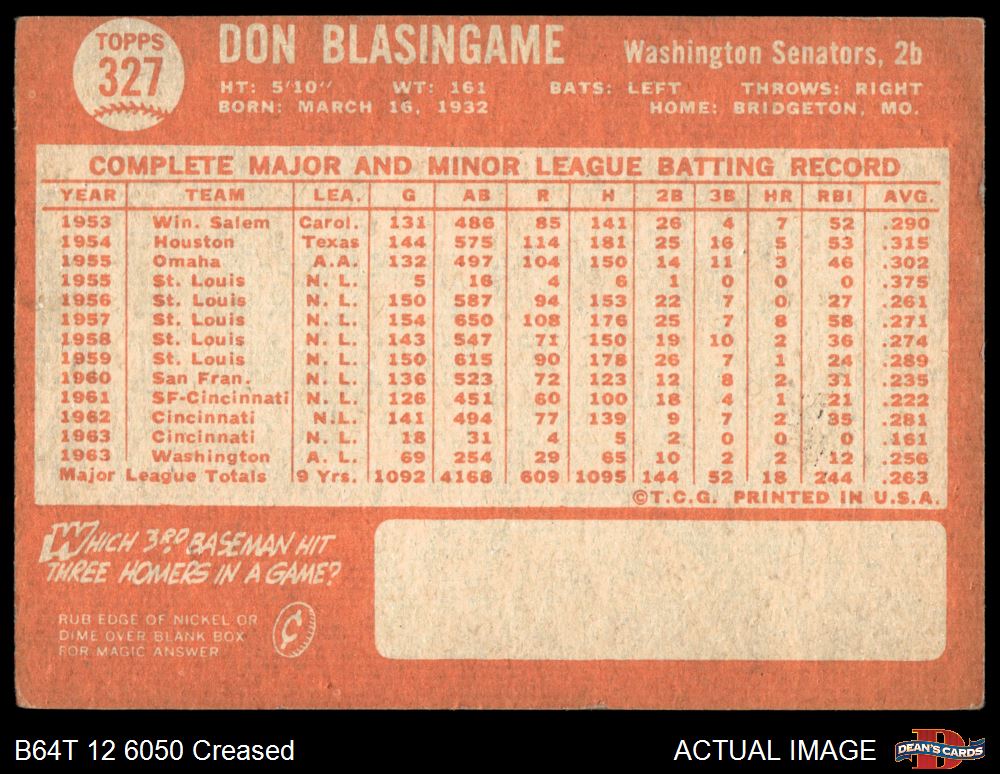 TOPPS
327
DON BLASINGAME
Washington Senators, 2b
HT: 5'10" WT: 161 BATS: LEFT THROWS: RIGHT
BORN: MARCH 16, 1932 HOME: BRIDGETON, MO.
COMPLETE MAJOR AND MINOR LEAGUE BATTING RECORD
YEAR TEAM LEA. G AB R H 2B 3B HR RBI AVG.
1953 Win. Salem Carol. 131 486 85 141 26 4 7 52 .290
1954 Houston Texas 144 575 114 181 25 16 5 53 .315
1955 Omaha A.A. 132 497 104 150 14 11 3 46 .302
1955 St. Louis N. L. 5 16 4 6 1 0 0 0 .375
1956 St. Louis N. L. 150 587 94 153 22 7 0 27 .261
1957 St. Louis N. L. 154 650 108 176 25 7 8 58 .271
1958 St. Louis N. L. 143 547 71 150 19 10 2 36 .274
1959 St. Louis N. L. 150 615 90 178 26 7 1 24 .289
1960 San Fran. N. L. 136 523 72 123 12 8 2 31 .235
1961 SF-Cincinnati N. L. 126 451 60 100 18 4 1 21 .222
1962 Cincinnati N.L. 141 494 77 139 9 7 2 35 .281
1963 Cincinnati N. L. 18 31 4 5 2 0 0 0 .161
1963 Washington A. L. 69 254 29 65 10 2 2 12 .256
Major League Totals 9 Yrs. 1092 4168 609 1095 144 52 18 244 .263
©T.C.G. PRINTED IN U.S.A.
WHICH 3RD BASEMAN HIT
THREE HOMERS IN A GAME?
RUB EDGE OF NICKEL OR
DIME OVER BLANK BOX
FOR MAGIC ANSWER
¢
B64T 12 6050 Creased
ACTUAL IMAGE
DEAN'S CARDS